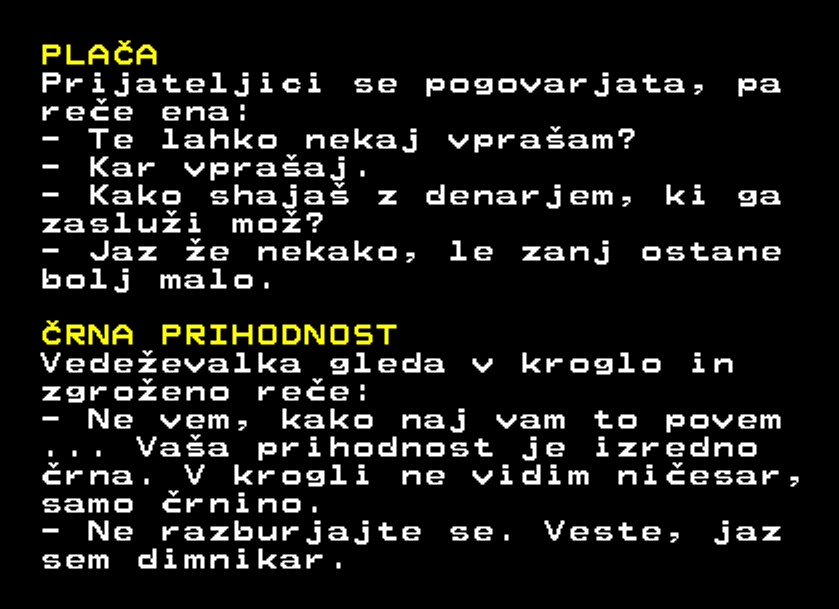 PLAČA
Prijateljici se pogovarjata, pa
reče ena:
- Te lahko nekaj vprašam?
- Kar vprašaj.
- Kako shajaš z denarjem, ki ga
zasluži mož?
- Jaz že nekako, le zanj ostane
bolj malo.
ČRNA PRIHODNOST
Vedeževalka gleda v kroglo in
zgroženo reče:
- Ne vem, kako naj vam to povem
... Vaša prihodnost je izredno
črna. V krogli ne vidim ničesar,
samo črnino.
- Ne razburjajte se. Veste, jaz
sem dimnikar.